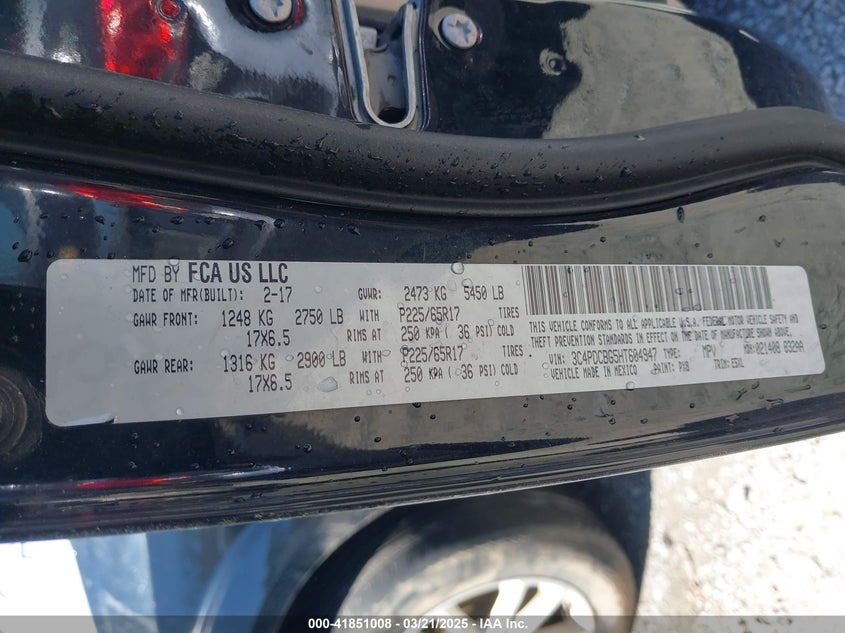 MFD BY FCA US LLC
DATE OF MFR(BUILT): 2-17 GVWR: 2473 KG 5450 LB
GAWR FRONT: 1248 KG 2750 LB WITH P225/65R17 TIRES
17X6.5 RIMS AT 250 KPA ( 36 PSI) COLD
GAWR REAR: 1316 KG 2900 LB WITH P225/65R17 TIRES
17X6.5 RIMS AT 250 KPA ( 36 PSI) COLD
THIS VEHICLE CONFORMS TO ALL APPLICABLE U.S.A. FEDERAL MOTOR VEHICLE SAFETY AND
THEFT PREVENTION STANDARDS IN EFFECT ON THE DATE OF MANUFACTURE SHOWN ABOVE.
VIN: 3C4PDCBG5HT604947 TYPE: MPV MDH: 021408 832AA
VEHICLE MADE IN MEXICO PAINT: PXB TRIM:
000-41851008 | 03/21/2025 - IAA Inc.